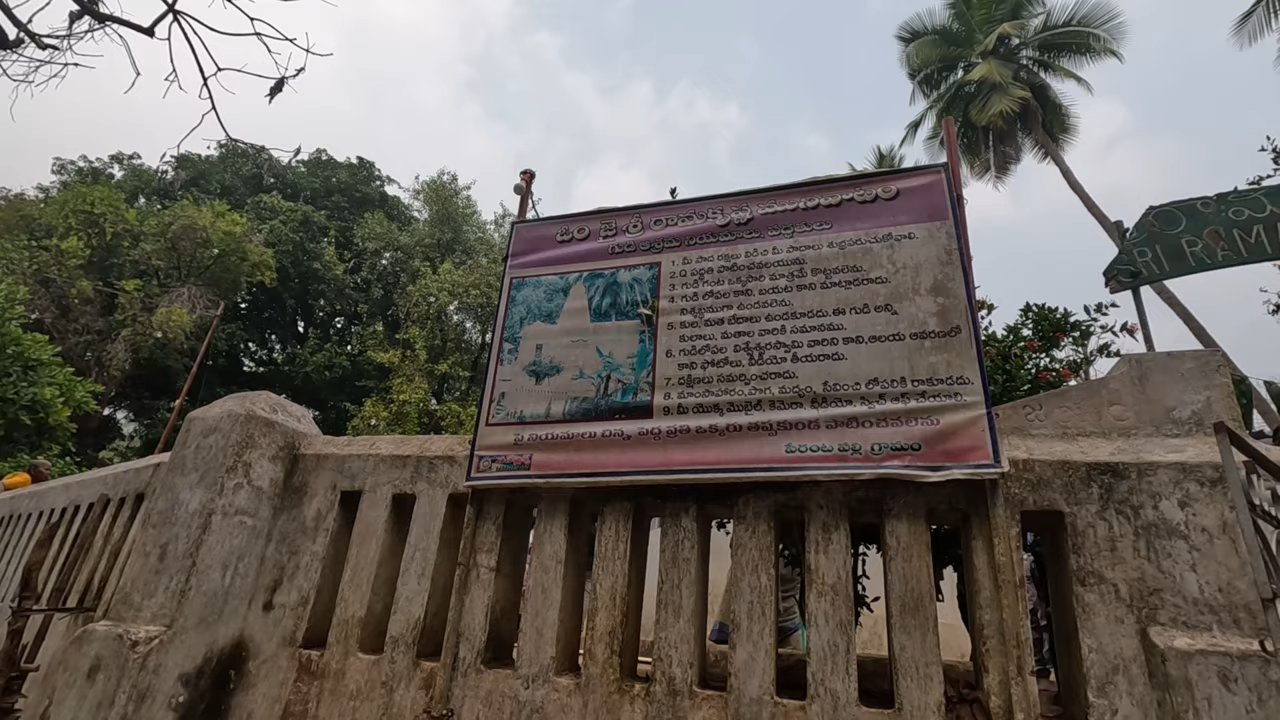 ఓం జై శ్రీ రామకృష్ణ మునివాటం
గుడి ఆశ్రమ నియమాలు, పద్దతులు
1. మీ పాద రక్షలు విడిచి మీ పాదాలు శుభ్రపరుచుకోవాలి.
2.Q పద్దతి పాటించవలయును.
3. గుడి గంట ఒక్కసారి మాత్రమే కొట్టవలెను.
4. గుడి లోపల కాని, బయట కాని మాట్లాడరాదు.
నిశ్శబ్దముగా ఉండవలెను.
5. కుల, మత బేదాలు ఉండకూడదు.ఈ గుడి అన్ని
కులాలు, మతాల వారికి సమానము.
6. గుడిలోపల విశ్వేశ్వరస్వామి వారిని కాని,ఆలయ ఆవరణలో
కాని ఫోటోలు, వీడియో తీయరాదు.
7. దక్షిణలు సమర్పించరాదు.
8. మాంసాహారం,పొగ, మద్యం, సేవించి లోపలికి రాకూడదు.
9. మీ యొక్క మొబైల్, కెమేరా, వీడియో, స్విచ్ ఆఫ్ చేయాలి.
పై నియమాలు చిన్న, పెద్ద ప్రతి ఒక్కరు తప్పకుండ పాటించవలెను
పేరంట పల్లి గ్రామం
SRI RAM